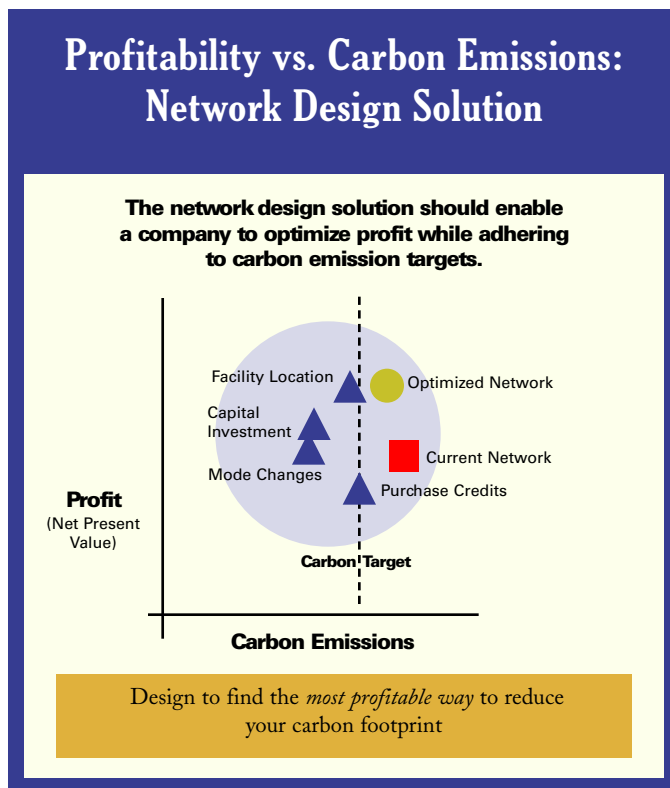 Profitability vs. Carbon Emissions:
Network Design Solution
The network design solution should enable
a company to optimize profit while adhering
to carbon emission targets.
Facility Location
Optimized Network
Capital
Investment
Current Network
Mode Changes
Purchase Credits
Profit
(Net Present
Value)
Carbon Target
Carbon Emissions
Design to find the most profitable way to reduce
your carbon footprint